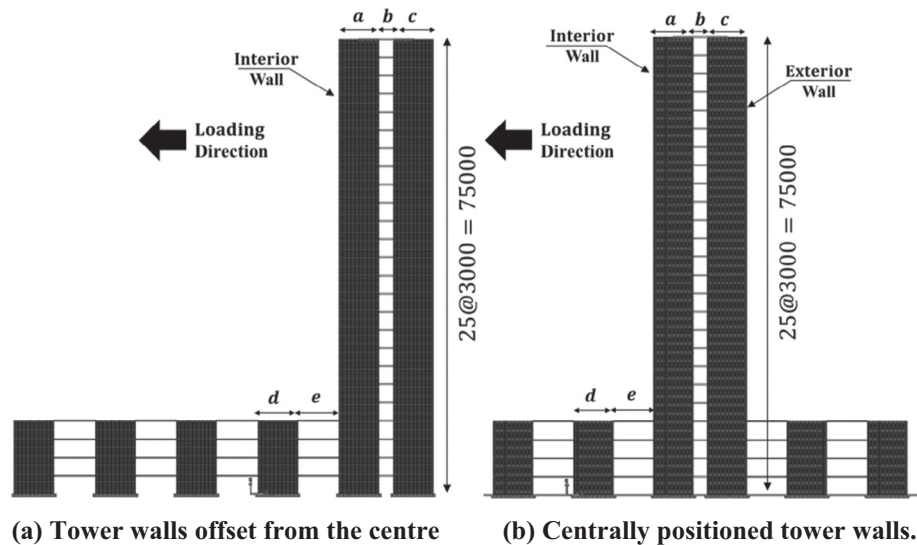 a b c
Interior
Wall
Loading
Direction
25@3000 = 75000
d e
(a) Tower walls offset from the centre
a b c
Interior
Wall
Exterior
Wall
Loading
Direction
25@3000 = 75000
d e
(b) Centrally positioned tower walls.